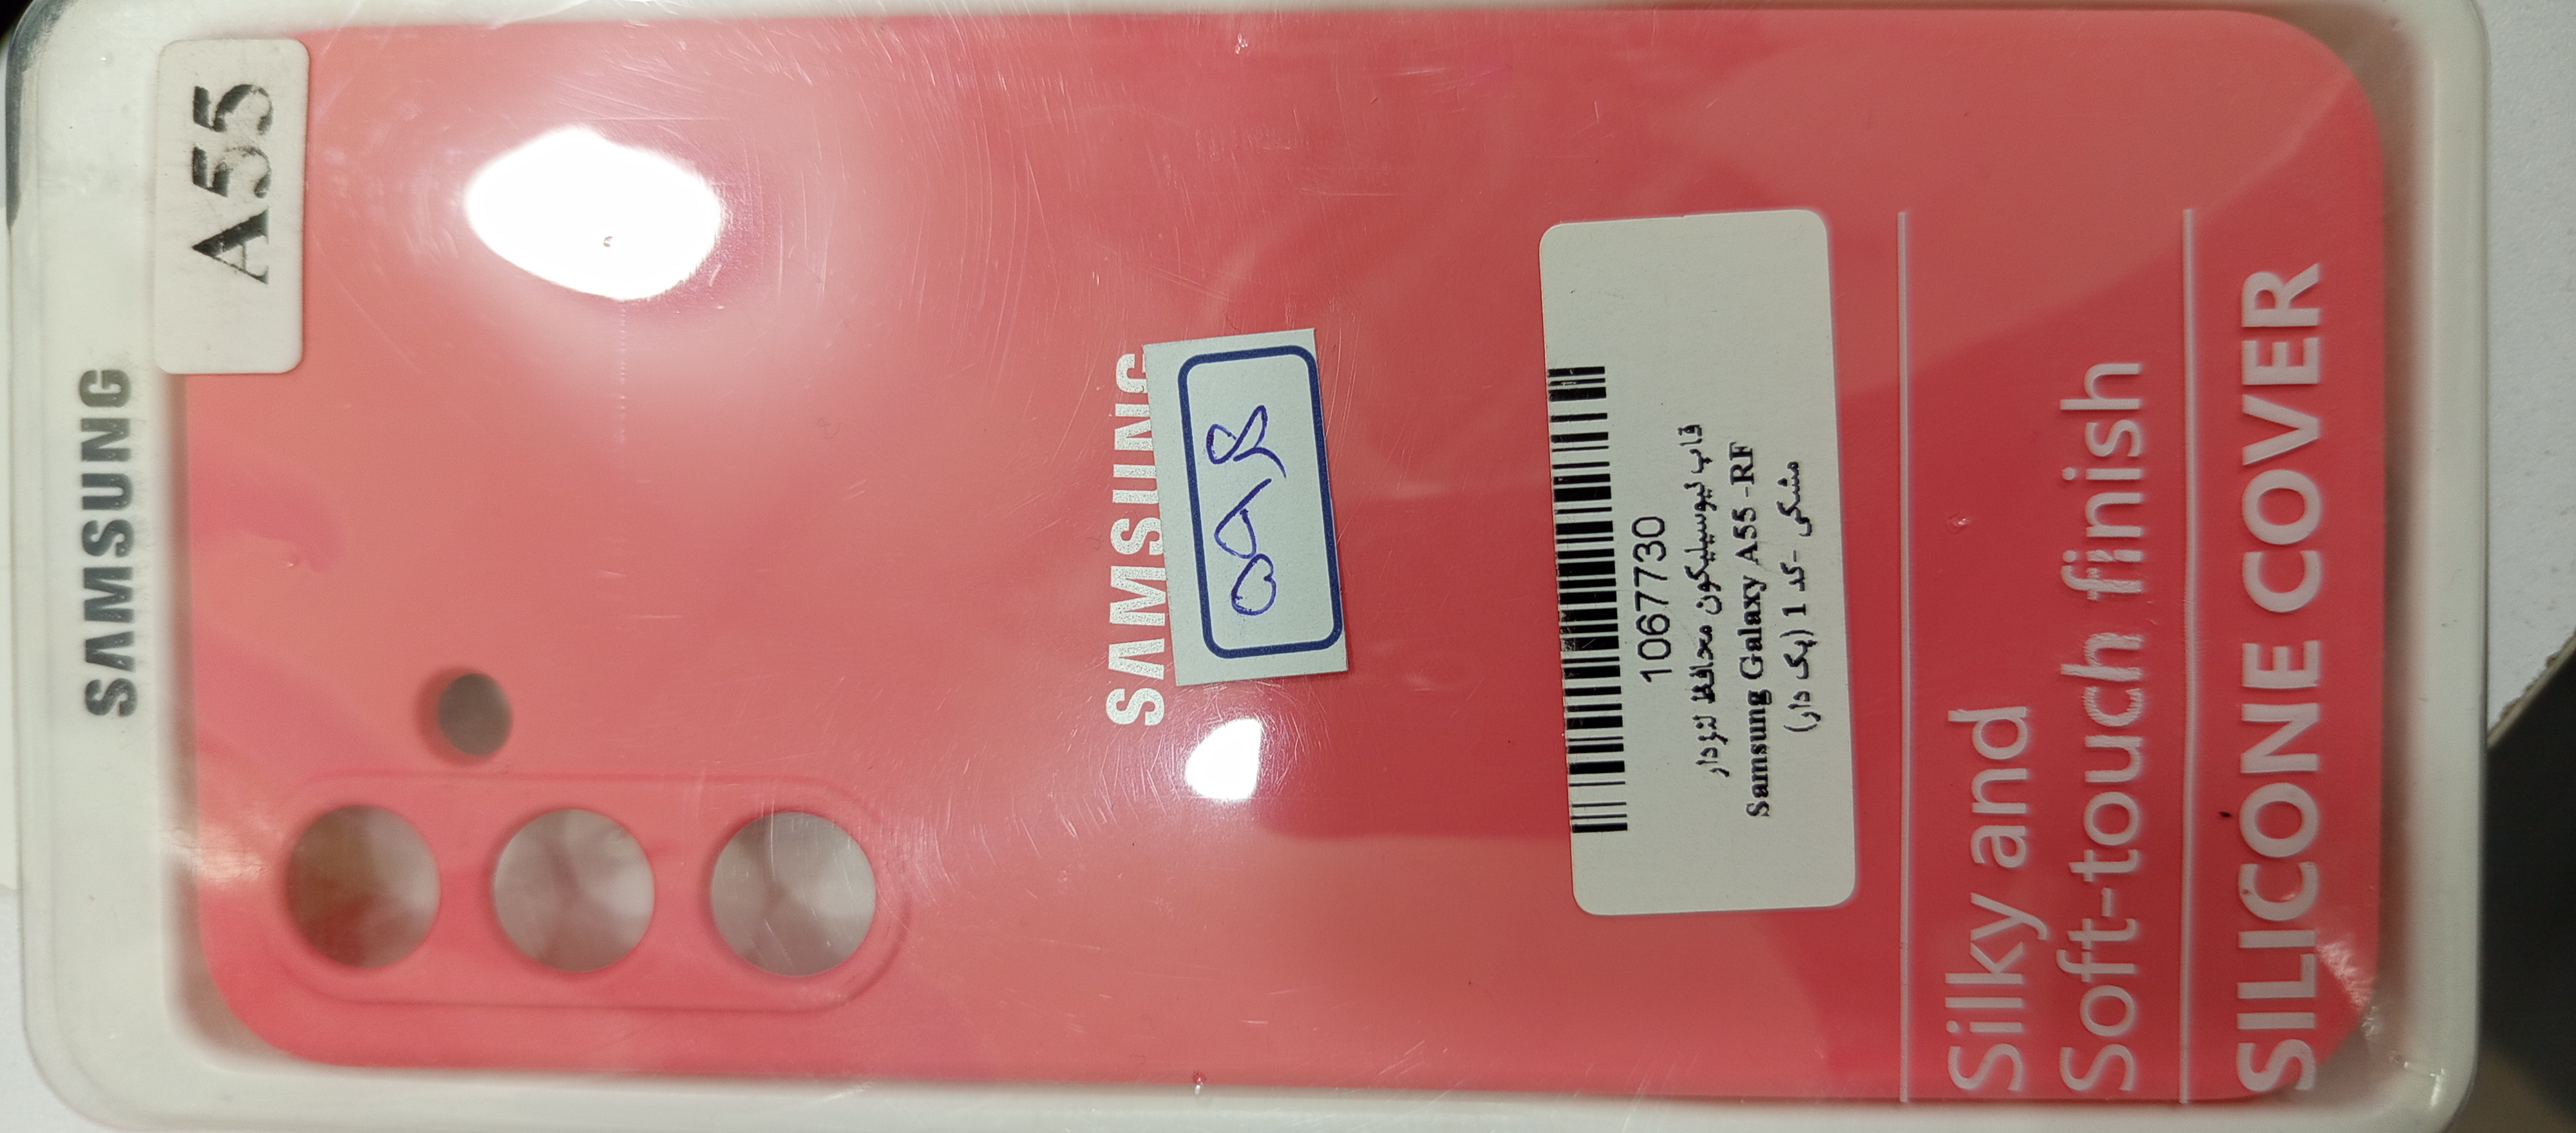 A55
SAMSUNG
SAMSUNG
1067730
قاب نیوسیلیکون محافظ لنزدار
Samsung Galaxy A55 -RF
مشکی -کد 1 (پک دار)
Silky and
Soft-touch finish
SILICONE COVER